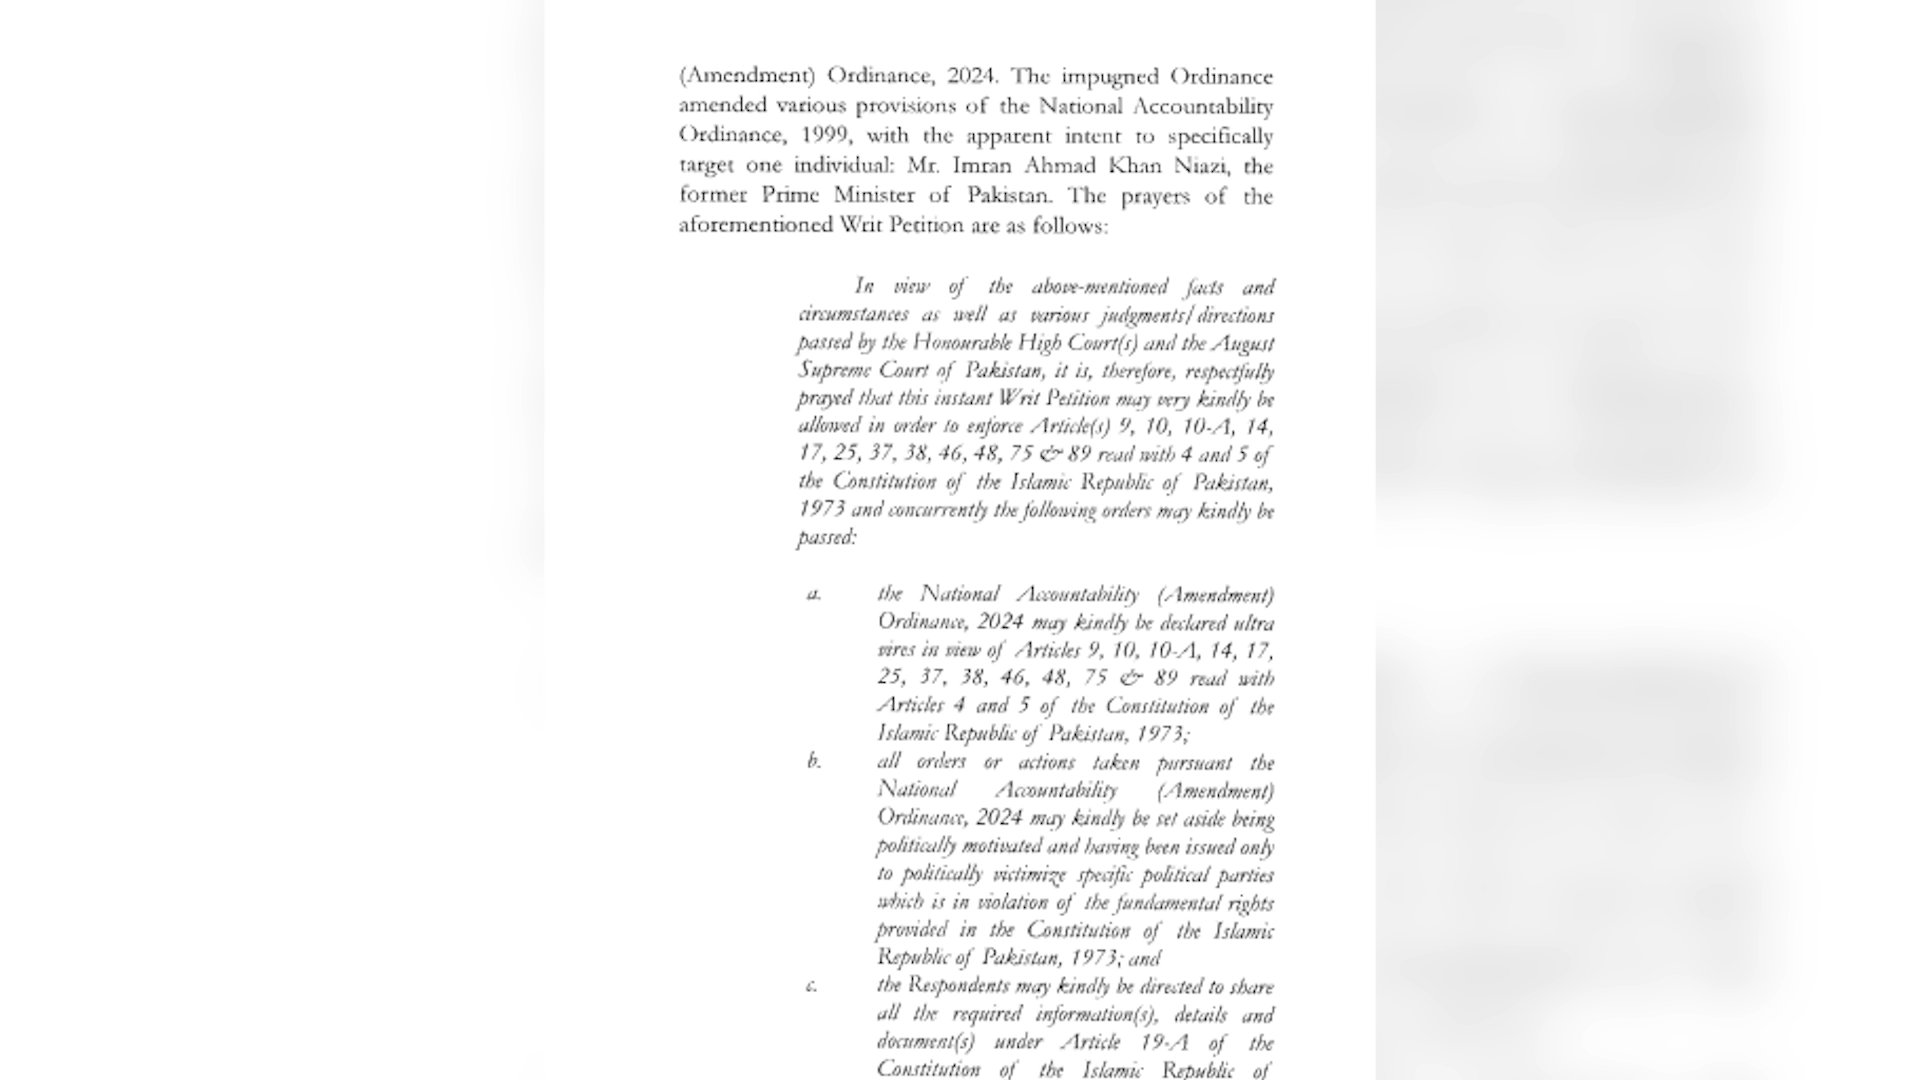 (Amendment) Ordinance, 2024. The impugned Ordinance
amended various provisions of the National Accountability
Ordinance, 1999, with the apparent intent to specifically
target one individual: Mr. Imran Ahmad Khan Niazi, the
former Prime Minister of Pakistan. The prayers of the
aforementioned Writ Petition are as follows:
In view of the above-mentioned facts and
circumstances as well as various judgments/directions
passed by the Honourable High Court(s) and the August
Supreme Court of Pakistan, it is, therefore, respectfully
prayed that this instant Writ Petition may very kindly be
allowed in order to enforce Article(s) 9, 10, 10-A, 14,
17, 25, 37, 38, 46, 48, 75 & 89 read with 4 and 5 of
the Constitution of the Islamic Republic of Pakistan,
1973 and concurrently the following orders may kindly be
passed:
a. the National Accountability (Amendment)
Ordinance, 2024 may kindly be declared ultra
vires in view of Articles 9, 10, 10-A, 14, 17,
25, 37, 38, 46, 48, 75 & 89 read with
Articles 4 and 5 of the Constitution of the
Islamic Republic of Pakistan, 1973;
b. all orders or actions taken pursuant the
National Accountability (Amendment)
Ordinance, 2024 may kindly be set aside being
politically motivated and having been issued only
to politically victimize specific political parties
which is in violation of the fundamental rights
provided in the Constitution of the Islamic
Republic of Pakistan, 1973; and
c. the Respondents may kindly be directed to share
all the required information(s), details and
document(s) under Article 19-A of the
Constitution of the Islamic Republic of